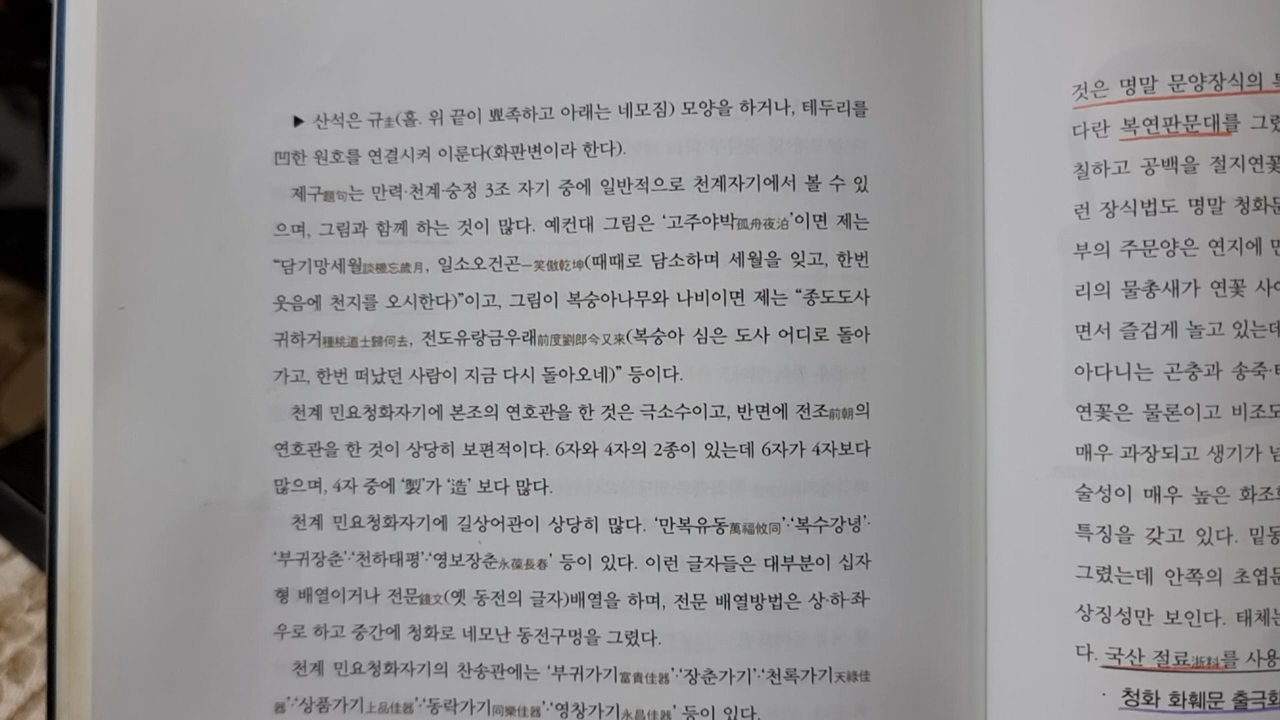 ▶ 산석은 규圭(홀. 위 끝이 뾰족하고 아래는 네모짐) 모양을 하거나, 테두리를
凹한 원호를 연결시켜 이룬다(화판변이라 한다).
제구題句는 만력·천계·숭정 3조 자기 중에 일반적으로 천계자기에서 볼 수 있
으며, 그림과 함께 하는 것이 많다. 예컨대 그림은 ‘고주야박孤舟夜泊’이면 제는
“담기망세월談機忘歲月, 일소오건곤一笑傲乾坤(때때로 담소하며 세월을 잊고, 한번
웃음에 천지를 오시한다)”이고, 그림이 복숭아나무와 나비이면 제는 “종도도사
귀하거種桃道士歸何去, 전도유랑금우래前度劉郎今又來(복숭아 심은 도사 어디로 돌아
가고, 한번 떠났던 사람이 지금 다시 돌아오네)” 등이다.
천계 민요청화자기에 본조의 연호관을 한 것은 극소수이고, 반면에 전조前朝의
연호관을 한 것이 상당히 보편적이다. 6자와 4자의 2종이 있는데 6자가 4자보다
많으며, 4자 중에 ‘製’가 ‘造’ 보다 많다.
천계 민요청화자기에 길상어관이 상당히 많다. ‘만복유동萬福攸同’·‘복수강녕’·
‘부귀장춘’·‘천하태평’·‘영보장춘永葆長春’ 등이 있다. 이런 글자들은 대부분이 십자
형 배열이거나 전문錢文(옛 동전의 글자)배열을 하며, 전문 배열방법은 상·하·좌·
우로 하고 중간에 청화로 네모난 동전구멍을 그렸다.
천계 민요청화자기의 찬송관에는 ‘부귀가기富貴佳器’·‘장춘가기’·‘천록가기天祿佳
器’·‘상품가기上品佳器’·‘동락가기同樂佳器’·‘영창가기永昌佳器’ 등이 있다.
것은 명말 문양장식의
다란 복연판문대를 그렸
칠하고 공백을 절지연꽃
런 장식법도 명말 청화문
부의 주문양은 연지에
리의 물총새가 연꽃 사이
면서 즐겁게 놀고 있는데
아다니는 곤충과 송죽·
연꽃은 물론이고 비조도
매우 과장되고 생기가
술성이 매우 높은 화조화
특징을 갖고 있다. 밑동
그렸는데 안쪽의 초엽문
상징성만 보인다. 태체는
다. 국산 절료浙料를 사용
· 청화 화훼문 출극화